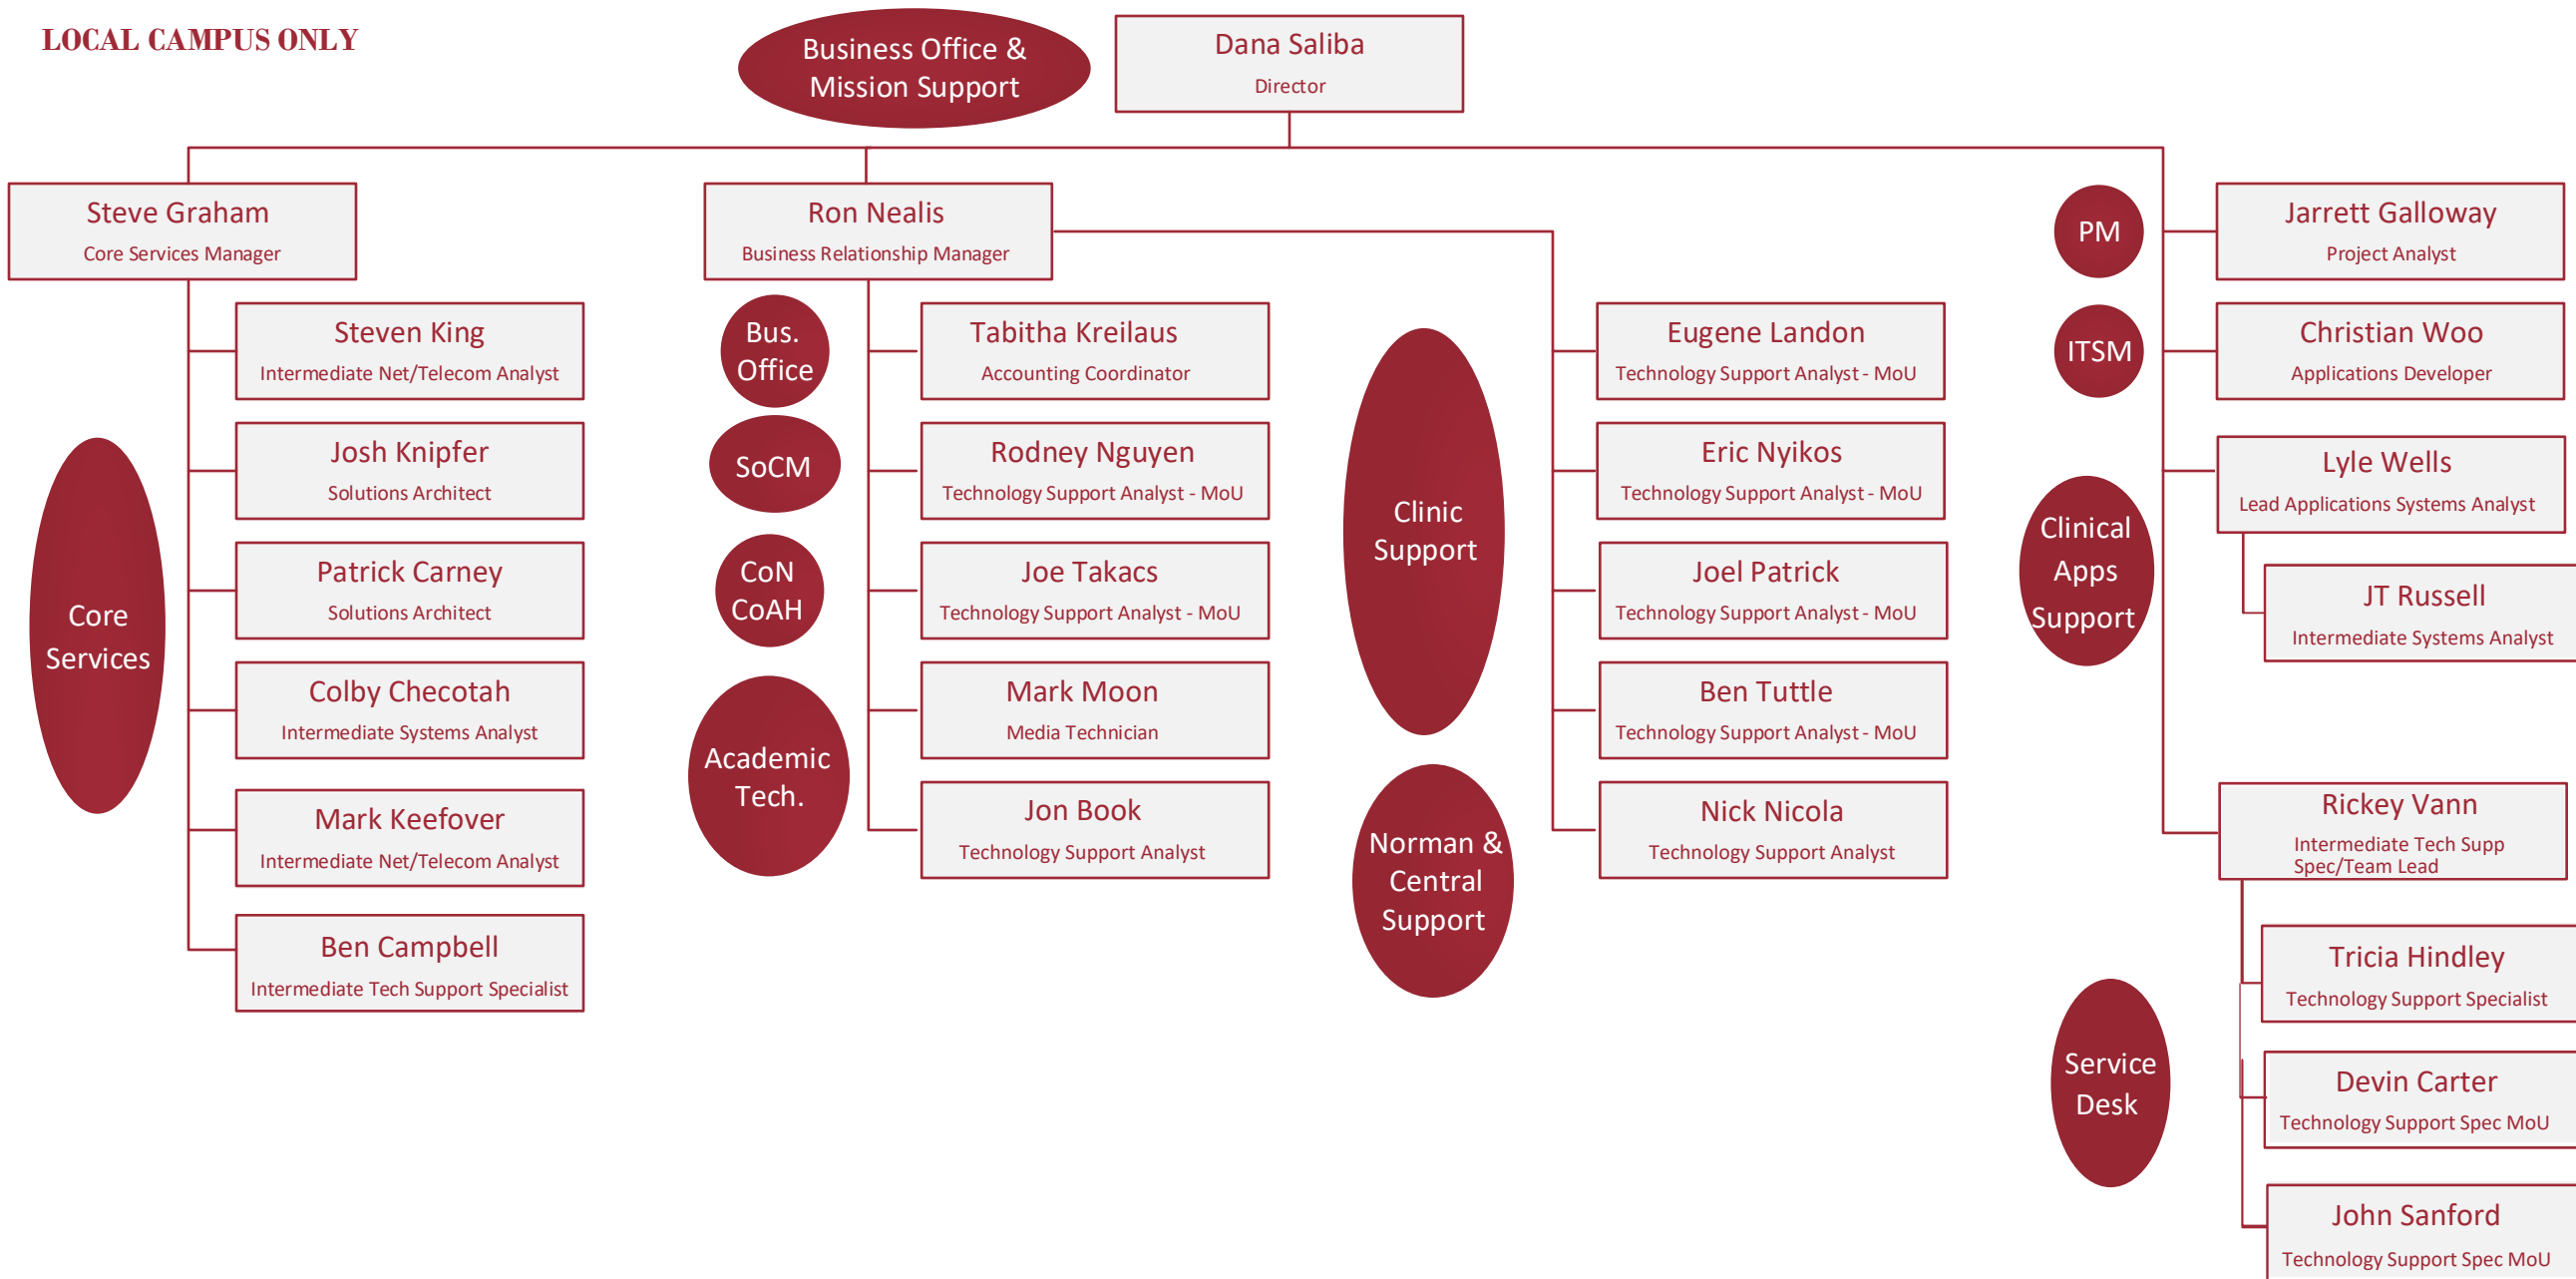 LOCAL CAMPUS ONLY
Business Office &
Mission Support
Dana Saliba
Director
Steve Graham
Core Services Manager
Core
Services
Steven King
Intermediate Net/Telecom Analyst
Josh Knipfer
Solutions Architect
Patrick Carney
Solutions Architect
Colby Checotah
Intermediate Systems Analyst
Mark Keefover
Intermediate Net/Telecom Analyst
Ben Campbell
Intermediate Tech Support Specialist
Ron Nealis
Business Relationship Manager
Bus.
Office
Tabitha Kreilaus
Accounting Coordinator
SoCM
Rodney Nguyen
Technology Support Analyst - MoU
CoN
CoAH
Joe Takacs
Technology Support Analyst - MoU
Academic
Tech.
Mark Moon
Media Technician
Jon Book
Technology Support Analyst
Clinic
Support
Eugene Landon
Technology Support Analyst - MoU
Eric Nyikos
Technology Support Analyst - MoU
Joel Patrick
Technology Support Analyst - MoU
Ben Tuttle
Technology Support Analyst - MoU
Norman &
Central
Support
Nick Nicola
Technology Support Analyst
PM
Jarrett Galloway
Project Analyst
ITSM
Christian Woo
Applications Developer
Clinical
Apps
Support
Lyle Wells
Lead Applications Systems Analyst
JT Russell
Intermediate Systems Analyst
Rickey Vann
Intermediate Tech Supp
Spec/Team Lead
Service
Desk
Tricia Hindley
Technology Support Specialist
Devin Carter
Technology Support Spec MoU
John Sanford
Technology Support Spec MoU